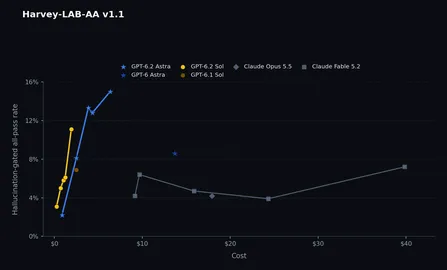 Harvey-LAB-AA v1.1
GPT-6.2 Astra GPT-6.2 Sol Claude Opus 5.5 Claude Fable 5.2
GPT-6 Astra GPT-6.1 Sol
16%
12%
8%
4%
0%
Hallucination-gated all-pass rate
$0 $10 $20 $30 $40
Cost